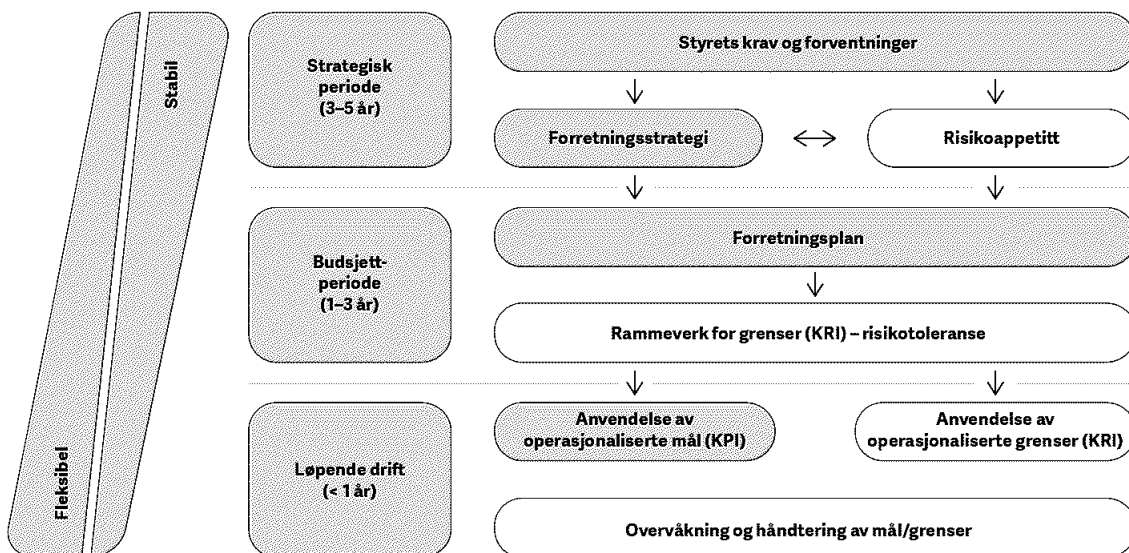 Stabil
Fleksibel
Strategisk
periode
(3–5 år)
Styrets krav og forventninger
Forretningsstrategi
Risikoappetitt
Budsjett-
periode
(1–3 år)
Forretningsplan
Rammeverk for grenser (KRI) – risikotoleranse
Løpende drift
(< 1 år)
Anvendelse av
operasjonaliserte mål (KPI)
Anvendelse av
operasjonaliserte grenser (KRI)
Overvåkning og håndtering av mål/grenser